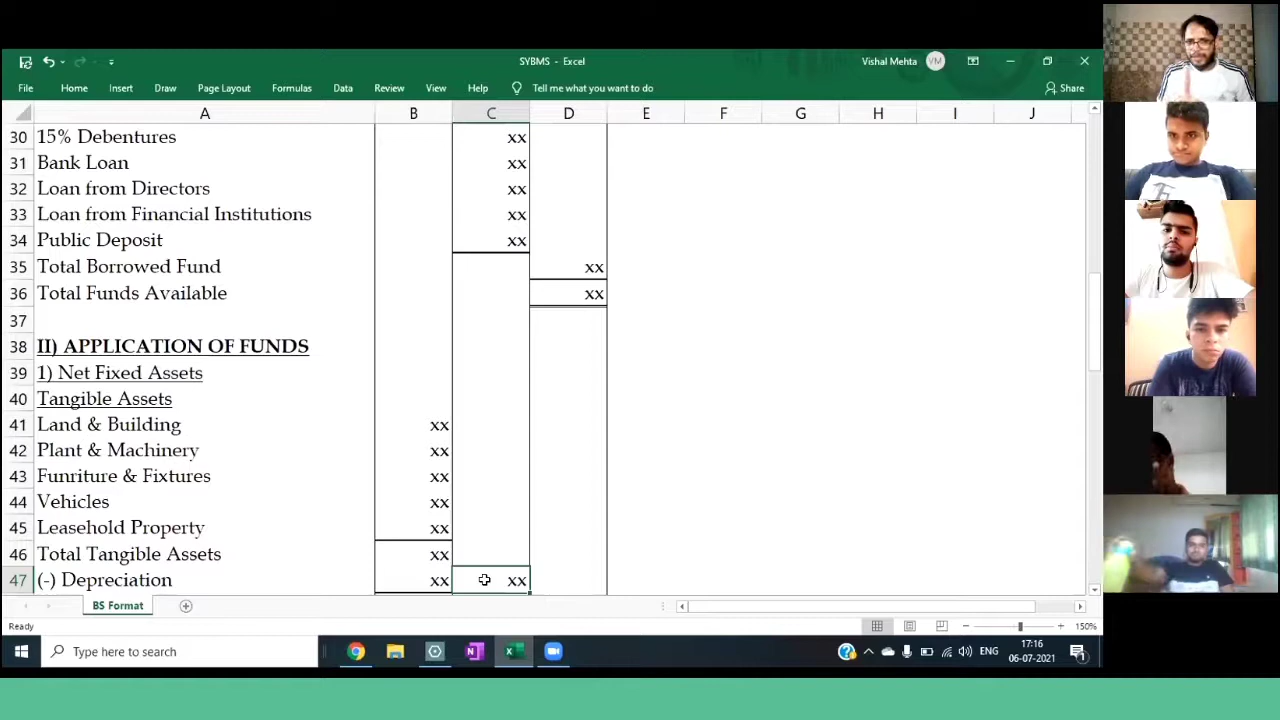 SYBMS - Excel
Vishal Mehta VM
File Home Insert Draw Page Layout Formulas Data Review View Help Tell me what you want to do Share
A B C D E F G H I J
30 15% Debentures xx
31 Bank Loan xx
32 Loan from Directors xx
33 Loan from Financial Institutions xx
34 Public Deposit xx
35 Total Borrowed Fund xx
36 Total Funds Available xx
37
38 II) APPLICATION OF FUNDS
39 1) Net Fixed Assets
40 Tangible Assets
41 Land & Building xx
42 Plant & Machinery xx
43 Funriture & Fixtures xx
44 Vehicles xx
45 Leasehold Property xx
46 Total Tangible Assets xx
47 (-) Depreciation xx xx
BS Format
Ready 150%
Type here to search
ENG
17:16
06-07-2021
1